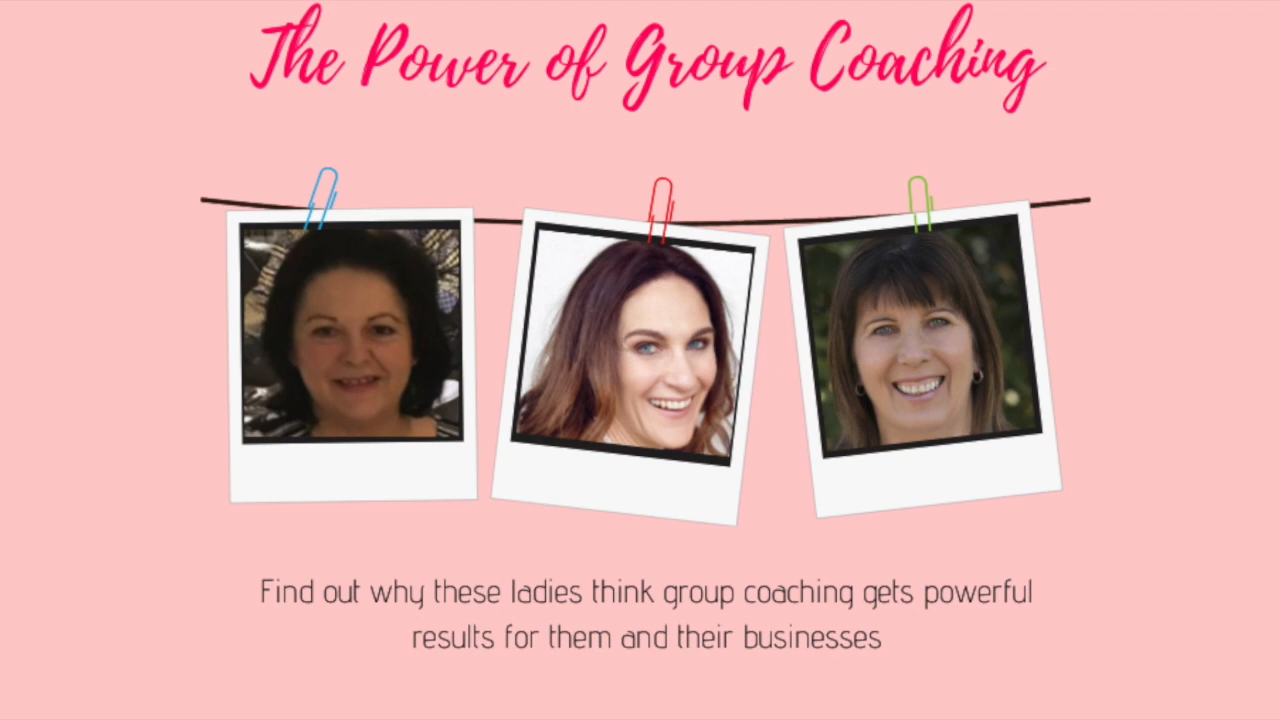 The Power of Group Coaching
Find out why these ladies think group coaching gets powerful
results for them and their businesses